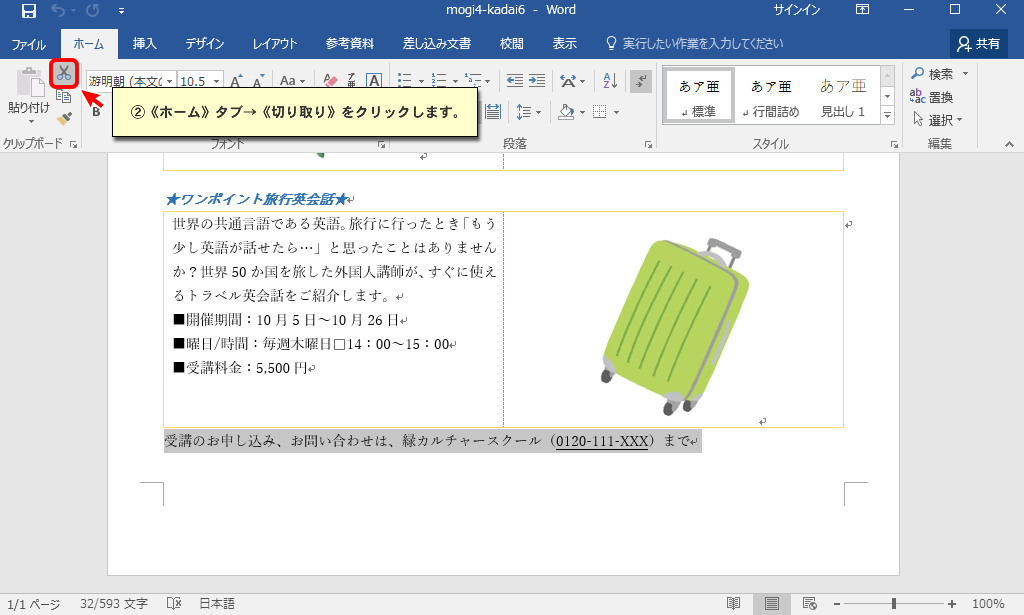 mogi4-kadai6 - Word
サインイン
ファイル ホーム 挿入 デザイン レイアウト 参考資料 差し込み文書 校閲 表示 実行したい作業を入力してください 共有
游明朝 (本文の 10.5 A A Aa A
貼り付け
B
②《ホーム》タブ→《切り取り》をクリックします。
あア亜 あア亜 あア亜
↲標準 ↲行間詰め 見出し 1
検索
置換
選択
クリップボード フォント 段落 スタイル 編集
★ワンポイント旅行英会話★
世界の共通言語である英語。旅行に行ったとき「もう
少し英語が話せたら…」と思ったことはありません
か？世界 50 か国を旅した外国人講師が、すぐに使え
るトラベル英会話をご紹介します。
■開催期間：10 月 5 日～10 月 26 日
■曜日/時間：毎週木曜日□14：00～15：00
■受講料金：5,500 円
受講のお申し込み、お問い合わせは、緑カルチャースクール（0120-111-XXX）まで
1/1 ページ 32/593 文字 日本語 100%